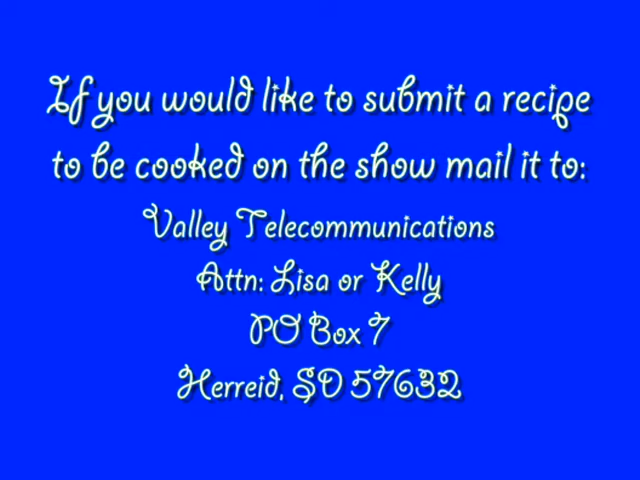 If you would like to submit a recipe
to be cooked on the show mail it to:
Valley Telecommunications
Attn: Lisa or Kelly
PO Box 7
Herreid, SD 57632